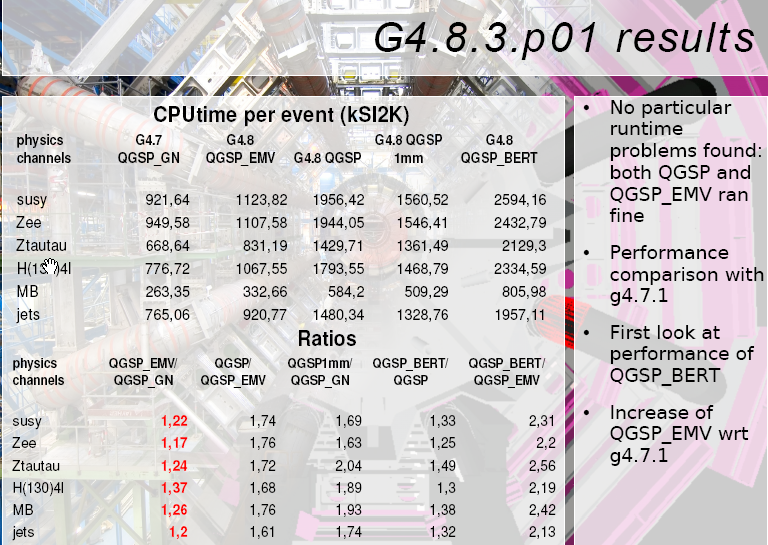 G4.8.3.p01 results
CPUtime per event (kSI2K)
physics channels G4.7 QGSP_GN G4.8 QGSP_EMV G4.8 QGSP G4.8 QGSP 1mm G4.8 QGSP_BERT
susy 921,64 1123,82 1956,42 1560,52 2594,16
Zee 949,58 1107,58 1944,05 1546,41 2432,79
Ztautau 668,64 831,19 1429,71 1361,49 2129,3
776,72 1067,55 1793,55 1468,79 2334,59
MB 263,35 332,66 584,2 509,29 805,98
jets 765,06 920,77 1480,34 1328,76 1957,11
Ratios
physics channels QGSP_EMV/ QGSP_GN QGSP/ QGSP_EMV QGSP1mm/ QGSP_GN QGSP_BERT/ QGSP QGSP_BERT/ QGSP_EMV
susy 1,22 1,74 1,69 1,33 2,31
Zee 1,17 1,76 1,63 1,25 2,2
Ztautau 1,24 1,72 2,04 1,49 2,56
H(130)4l 1,37 1,68 1,89 1,3 2,19
MB 1,26 1,76 1,93 1,38 2,42
jets 1,2 1,61 1,74 1,32 2,13
• No particular
runtime
problems found:
both QGSP and
QGSP_EMV ran
fine
• Performance
comparison with
g4.7.1
• First look at
performance of
QGSP_BERT
• Increase of
QGSP_EMV wrt
g4.7.1